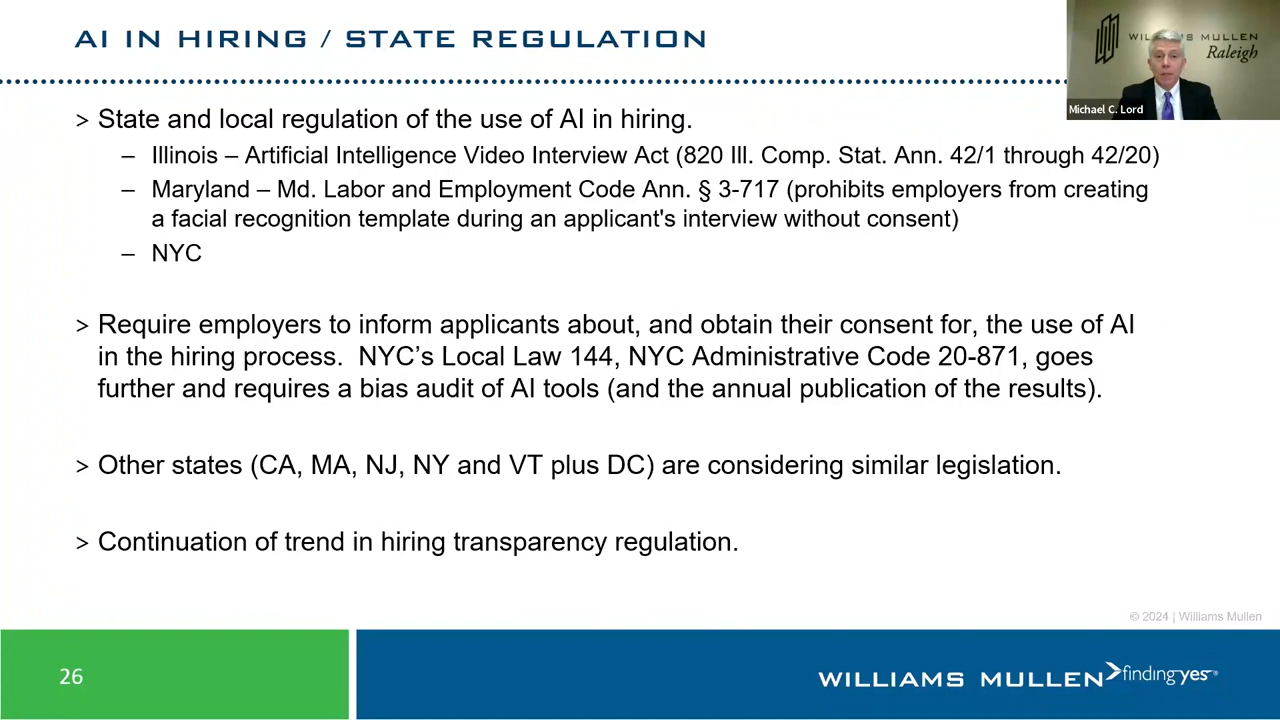 AI IN HIRING / STATE REGULATION
WILLIAMS MULLEN
Raleigh
Michael C. Lord
> State and local regulation of the use of AI in hiring.
– Illinois – Artificial Intelligence Video Interview Act (820 Ill. Comp. Stat. Ann. 42/1 through 42/20)
– Maryland – Md. Labor and Employment Code Ann. § 3-717 (prohibits employers from creating
a facial recognition template during an applicant's interview without consent)
– NYC
> Require employers to inform applicants about, and obtain their consent for, the use of AI
in the hiring process.  NYC’s Local Law 144, NYC Administrative Code 20-871, goes
further and requires a bias audit of AI tools (and the annual publication of the results).
> Other states (CA, MA, NJ, NY and VT plus DC) are considering similar legislation.
> Continuation of trend in hiring transparency regulation.
© 2024 | Williams Mullen
26
WILLIAMS MULLEN finding yes®